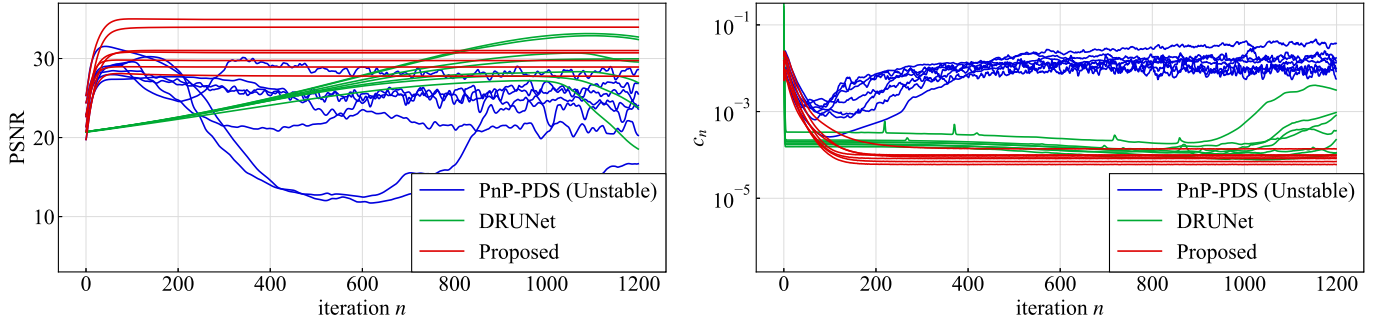 PSNR
30
20
10
0
200
400
600
800
1000
1200
iteration n
PnP-PDS (Unstable)
DRUNet
Proposed
c_n
10^{-1}
10^{-3}
10^{-5}
0
200
400
600
800
1000
1200
iteration n
PnP-PDS (Unstable)
DRUNet
Proposed